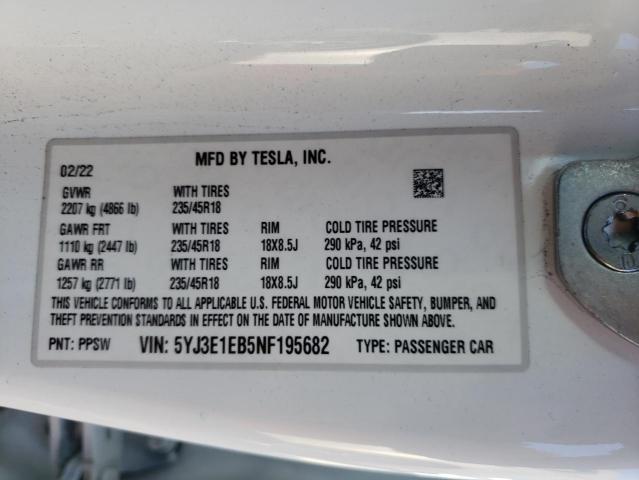 MFD BY TESLA, INC.
02/22
GVWR WITH TIRES
2207 kg (4866 lb) 235/45R18
GAWR FRT WITH TIRES RIM COLD TIRE PRESSURE
1110 kg (2447 lb) 235/45R18 18X8.5J 290 kPa, 42 psi
GAWR RR WITH TIRES RIM COLD TIRE PRESSURE
1257 kg (2771 lb) 235/45R18 18X8.5J 290 kPa, 42 psi
THIS VEHICLE CONFORMS TO ALL APPLICABLE U.S. FEDERAL MOTOR VEHICLE SAFETY, BUMPER, AND
THEFT PREVENTION STANDARDS IN EFFECT ON THE DATE OF MANUFACTURE SHOWN ABOVE.
PNT: PPSW VIN: 5YJ3E1EB5NF195682 TYPE: PASSENGER CAR